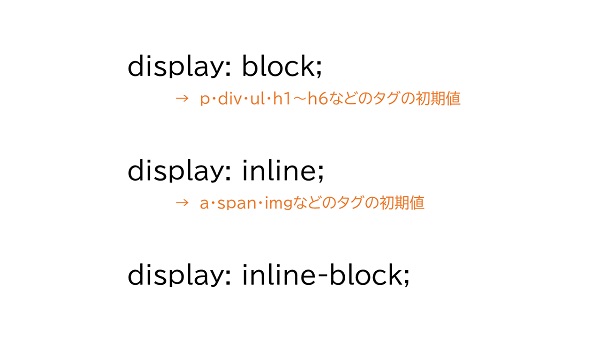 display: block;
→ p・div・ul・h1～h6などのタグの初期値
display: inline;
→ a・span・imgなどのタグの初期値
display: inline-block;